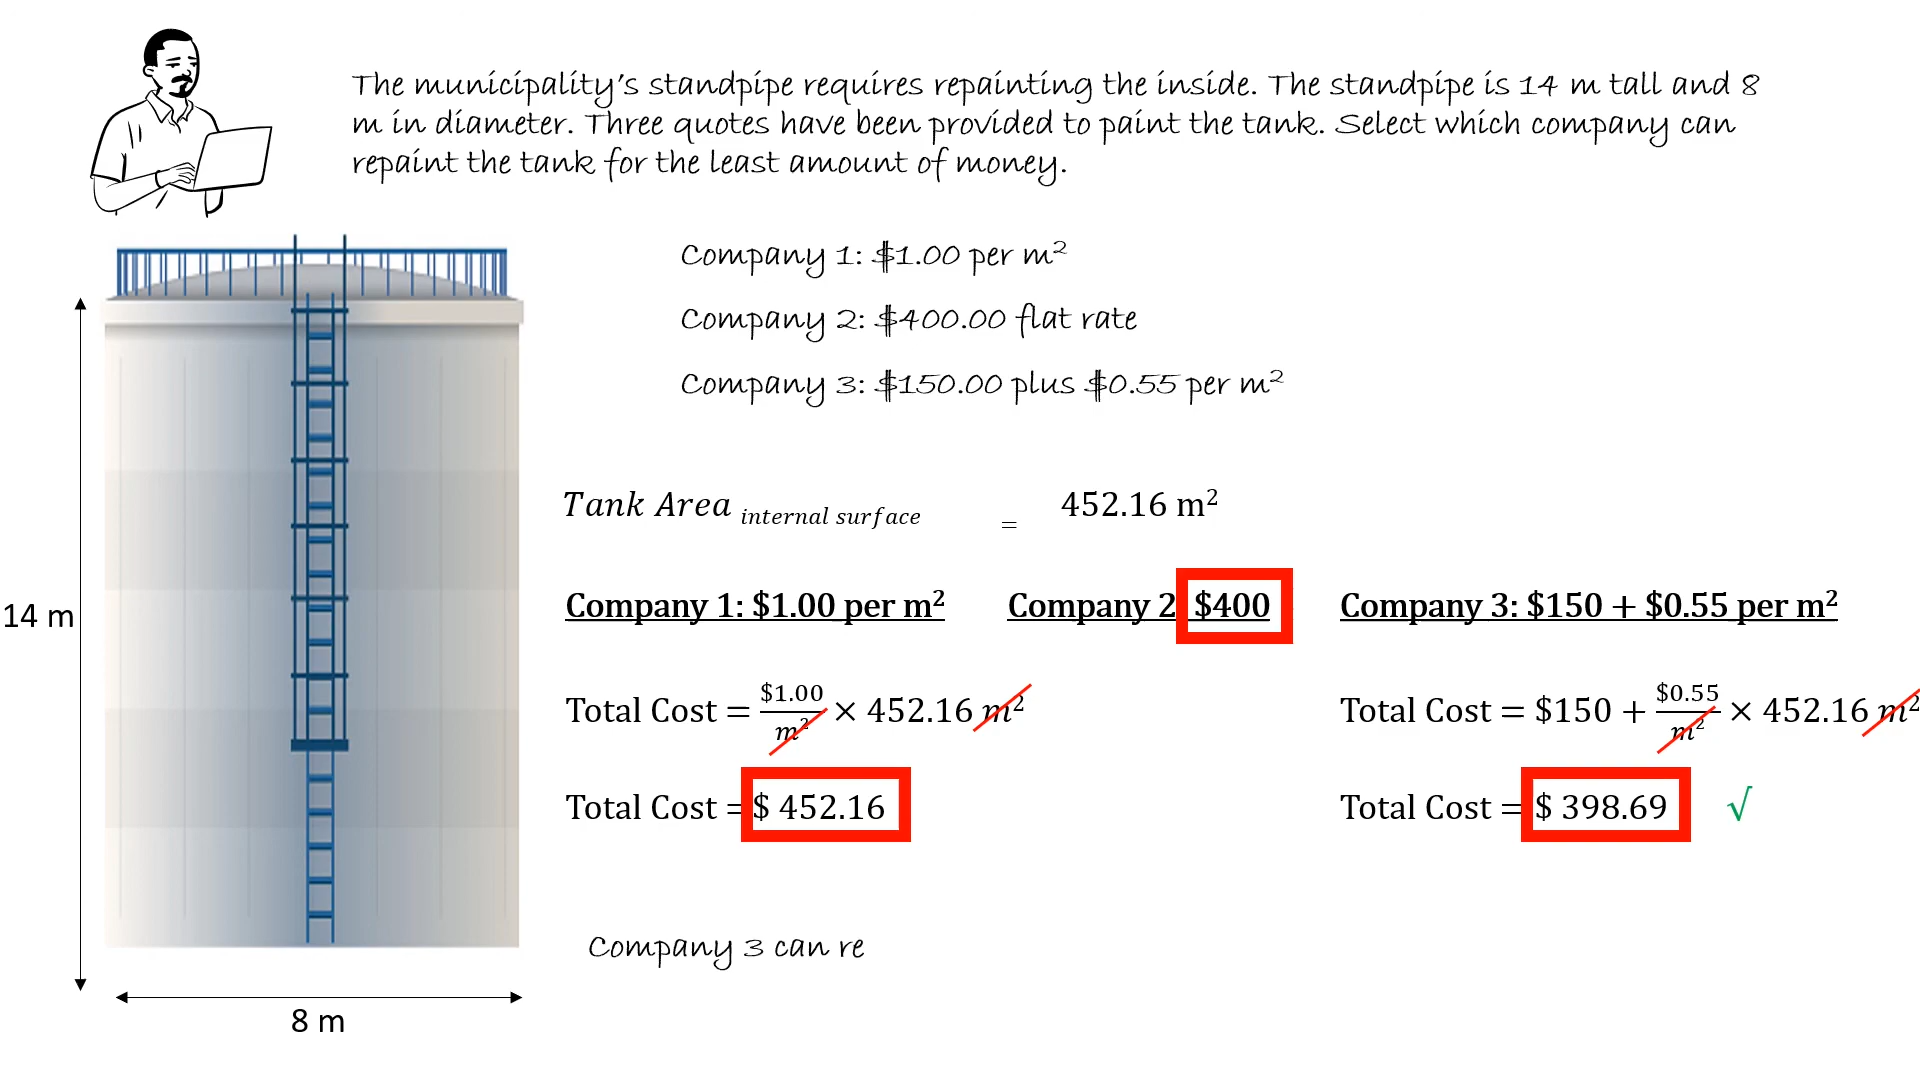 The municipality's standpipe requires repainting the inside. The standpipe is 14 m tall and 8
m in diameter. Three quotes have been provided to paint the tank. Select which company can
repaint the tank for the least amount of money.
Company 1: $1.00 per m²
Company 2: $400.00 flat rate
Company 3: $150.00 plus $0.55 per m²
Tank Area internal surface = 452.16 m²
Company 1: $1.00 per m² Company 2 $400 Company 3: $150 + $0.55 per m²
14 m
Total Cost = $1.00/m² × 452.16 m² Total Cost = $150 + $0.55/m² × 452.16 m²
Total Cost = $ 452.16 Total Cost = $ 398.69 √
Company 3 can re
8 m